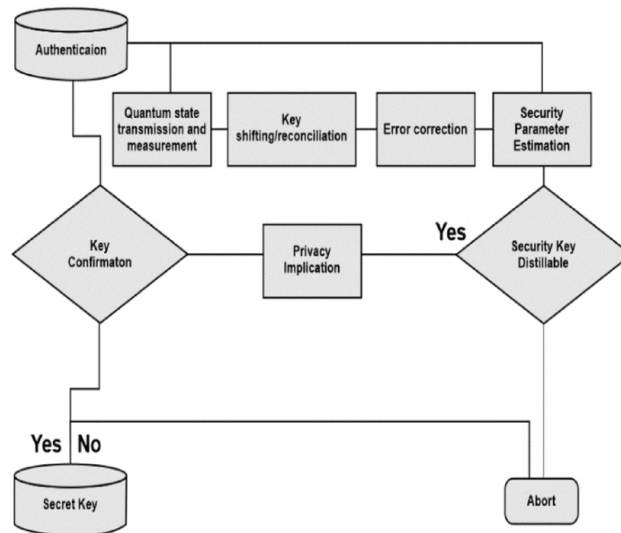 Authenticaion
Quantum state
transmission and
measurement
Key
shifting/reconciliation
Error correction
Security
Parameter
Estimation
Key
Confirmaton
Privacy
Implication
Yes
Security Key
Distillable
Yes No
Secret Key
Abort